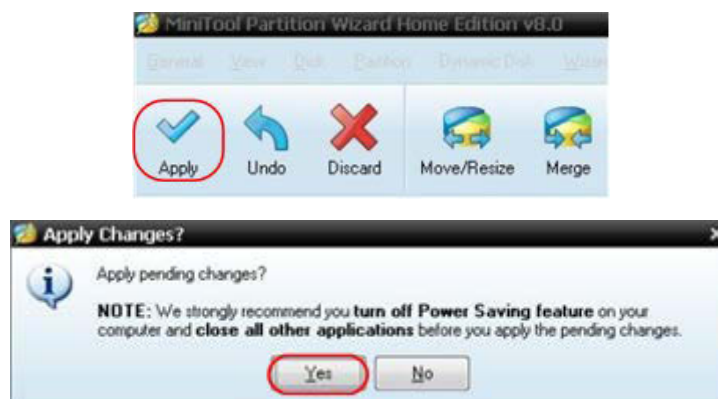 MiniTool Partition Wizard Home Edition v8.0
General View Disk Partition Dynamic Disk
Apply Undo Discard Move/Resize Merge
Apply Changes?
Apply pending changes?
NOTE: We strongly recommend you turn off Power Saving feature on your
computer and close all other applications before you apply the pending changes.
Yes No